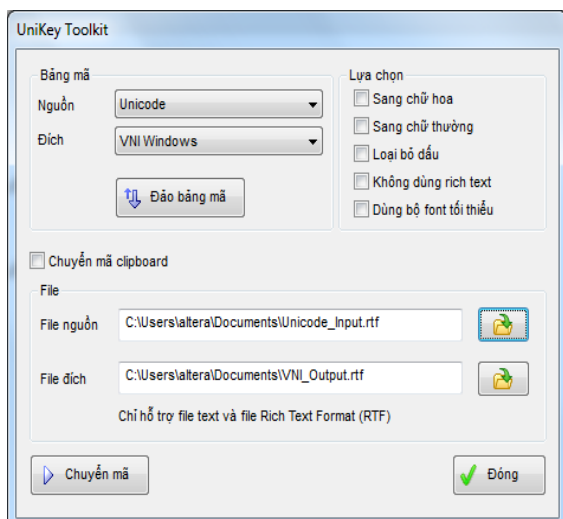 UniKey Toolkit
Bảng mã
Nguồn
Unicode
Đích
VNI Windows
Đảo bảng mã
Lựa chọn
Sang chữ hoa
Sang chữ thường
Loại bỏ dấu
Không dùng rich text
Dùng bộ font tối thiểu
Chuyển mã clipboard
File
File nguồn
C:\Users\altera\Documents\Unicode_Input.rtf
File đích
C:\Users\altera\Documents\VNI_Output.rtf
Chỉ hỗ trợ file text và file Rich Text Format (RTF)
Chuyển mã
Đóng